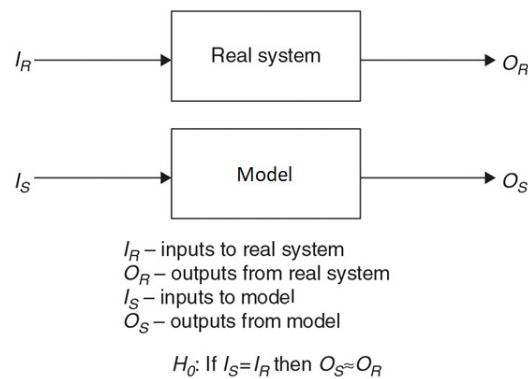 I_R Real system O_R
I_S Model O_S
I_R – inputs to real system
O_R – outputs from real system
I_S – inputs to model
O_S – outputs from model
H_0: If I_S=I_R then O_S≈O_R